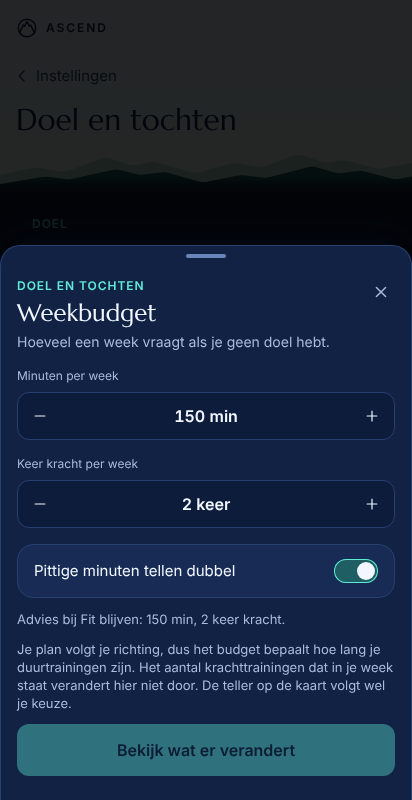 ASCEND
Instellingen
Doel en tochten
DOEL
DOEL EN TOCHTEN
Weekbudget
Hoeveel een week vraagt als je geen doel hebt.
Minuten per week
− 150 min +
Keer kracht per week
− 2 keer +
Pittige minuten tellen dubbel
Advies bij Fit blijven: 150 min, 2 keer kracht.
Je plan volgt je richting, dus het budget bepaalt hoe lang je
duurtrainingen zijn. Het aantal krachttrainingen dat in je week
staat verandert hier niet door. De teller op de kaart volgt wel
je keuze.
Bekijk wat er verandert